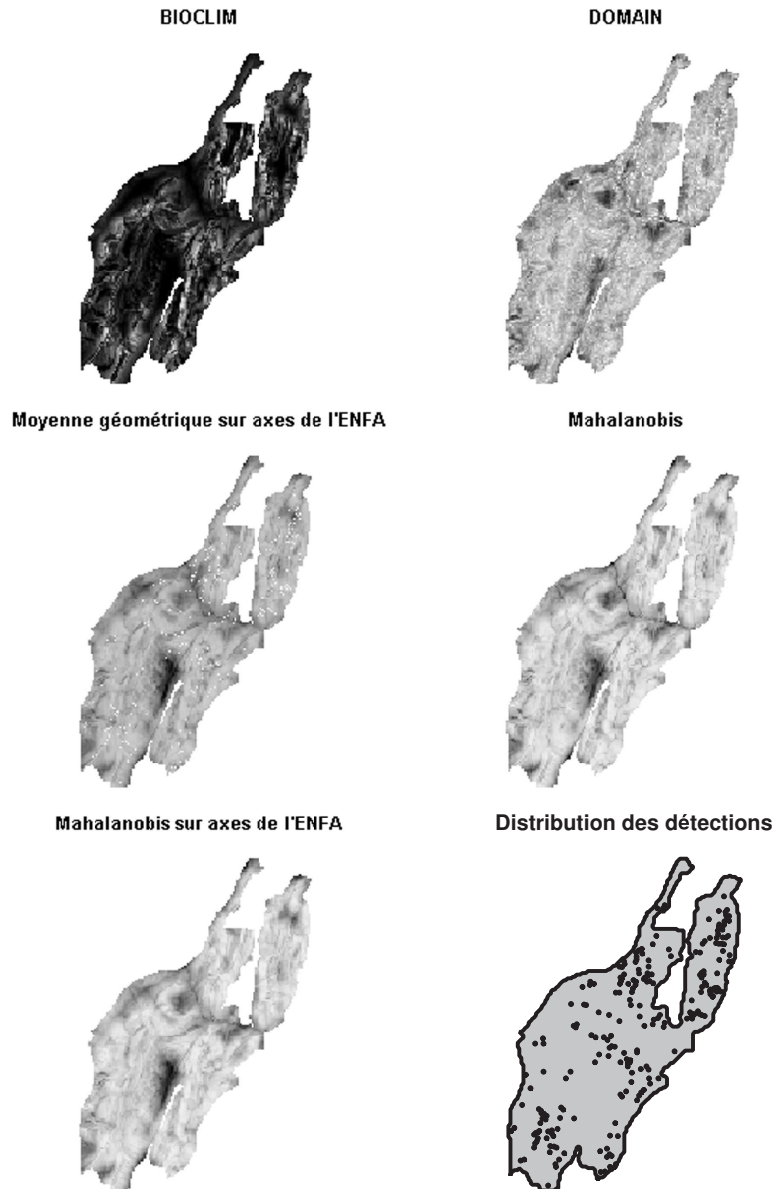 BIOCLIM
DOMAIN
Moyenne géométrique sur axes de l'ENFA
Mahalanobis
Mahalanobis sur axes de l'ENFA
Distribution des détections